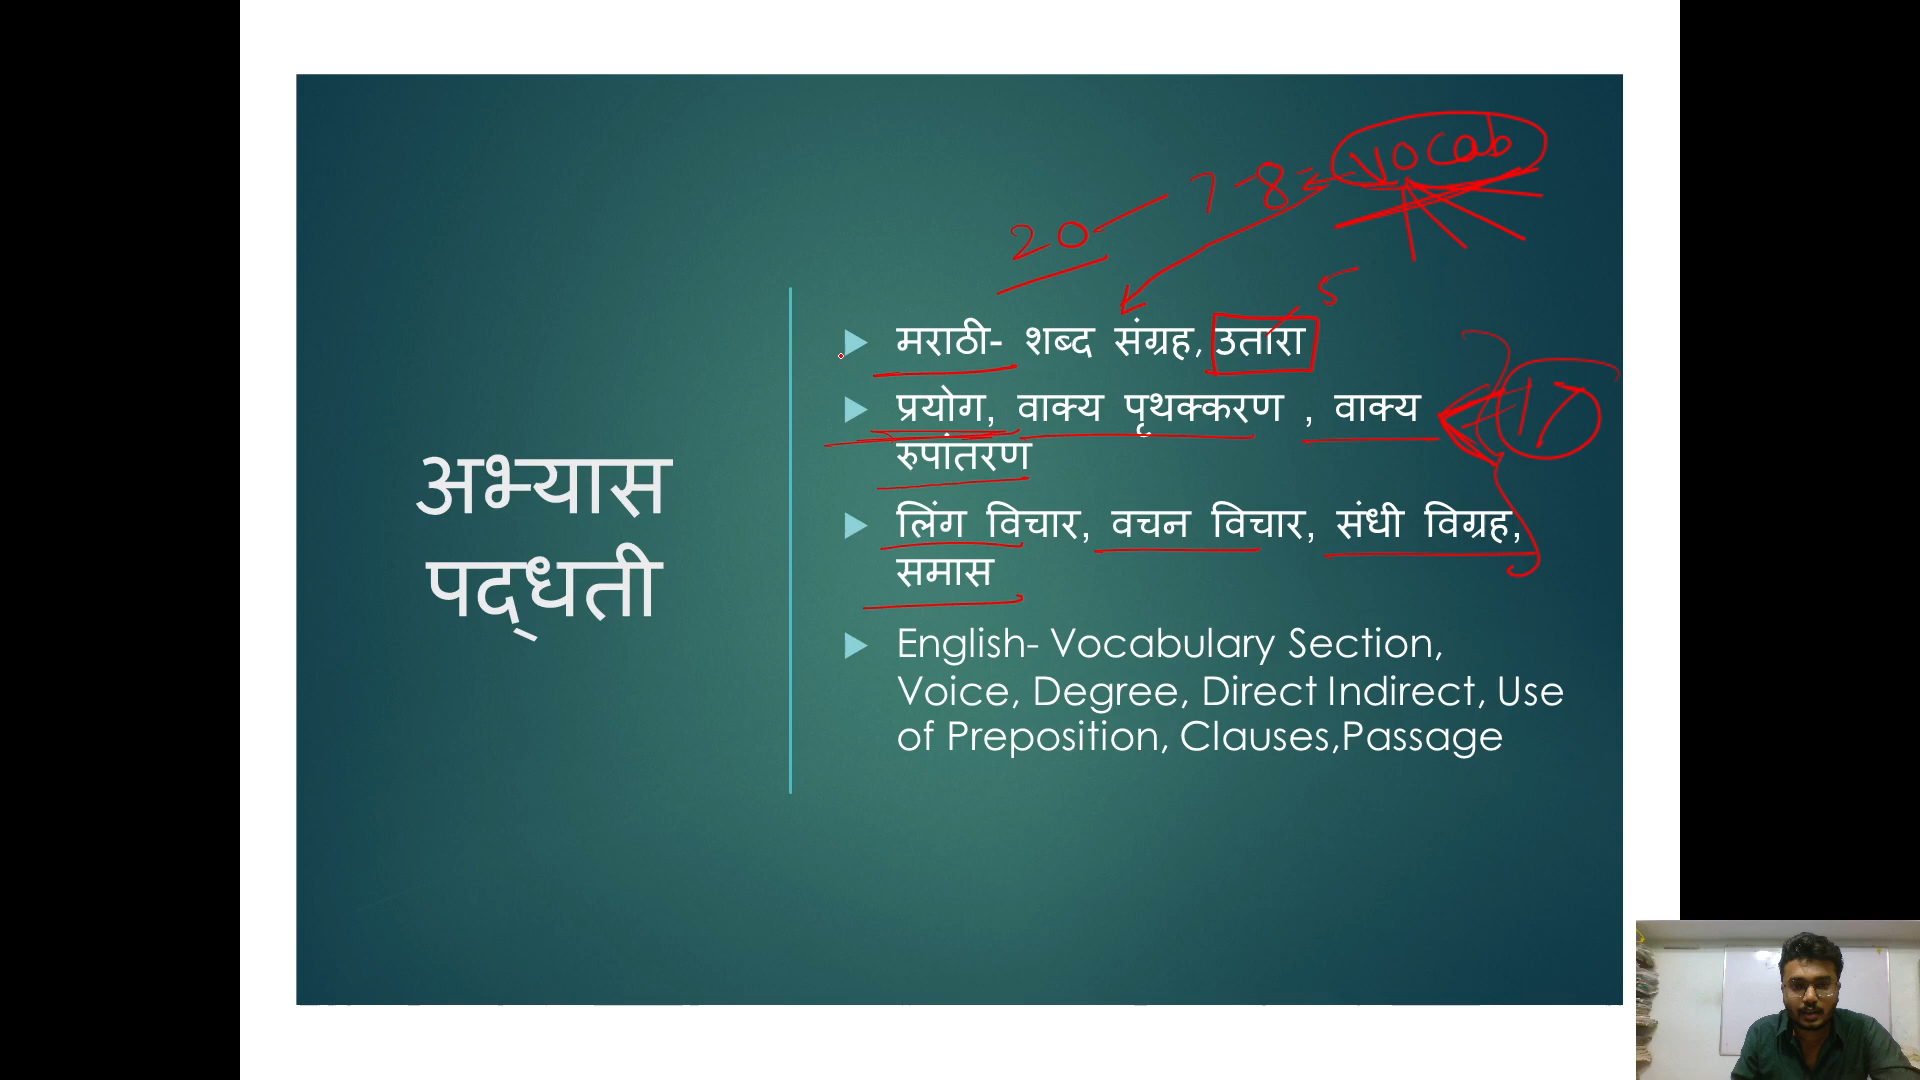 vocab
7-8
20
5
अभ्यास
पद्धती
मराठी- शब्द संग्रह, उतारा
प्रयोग, वाक्य पृथक्करण , वाक्य
रुपांतरण
17
लिंग विचार, वचन विचार, संधी विग्रह,
समास
English- Vocabulary Section,
Voice, Degree, Direct Indirect, Use
of Preposition, Clauses,Passage